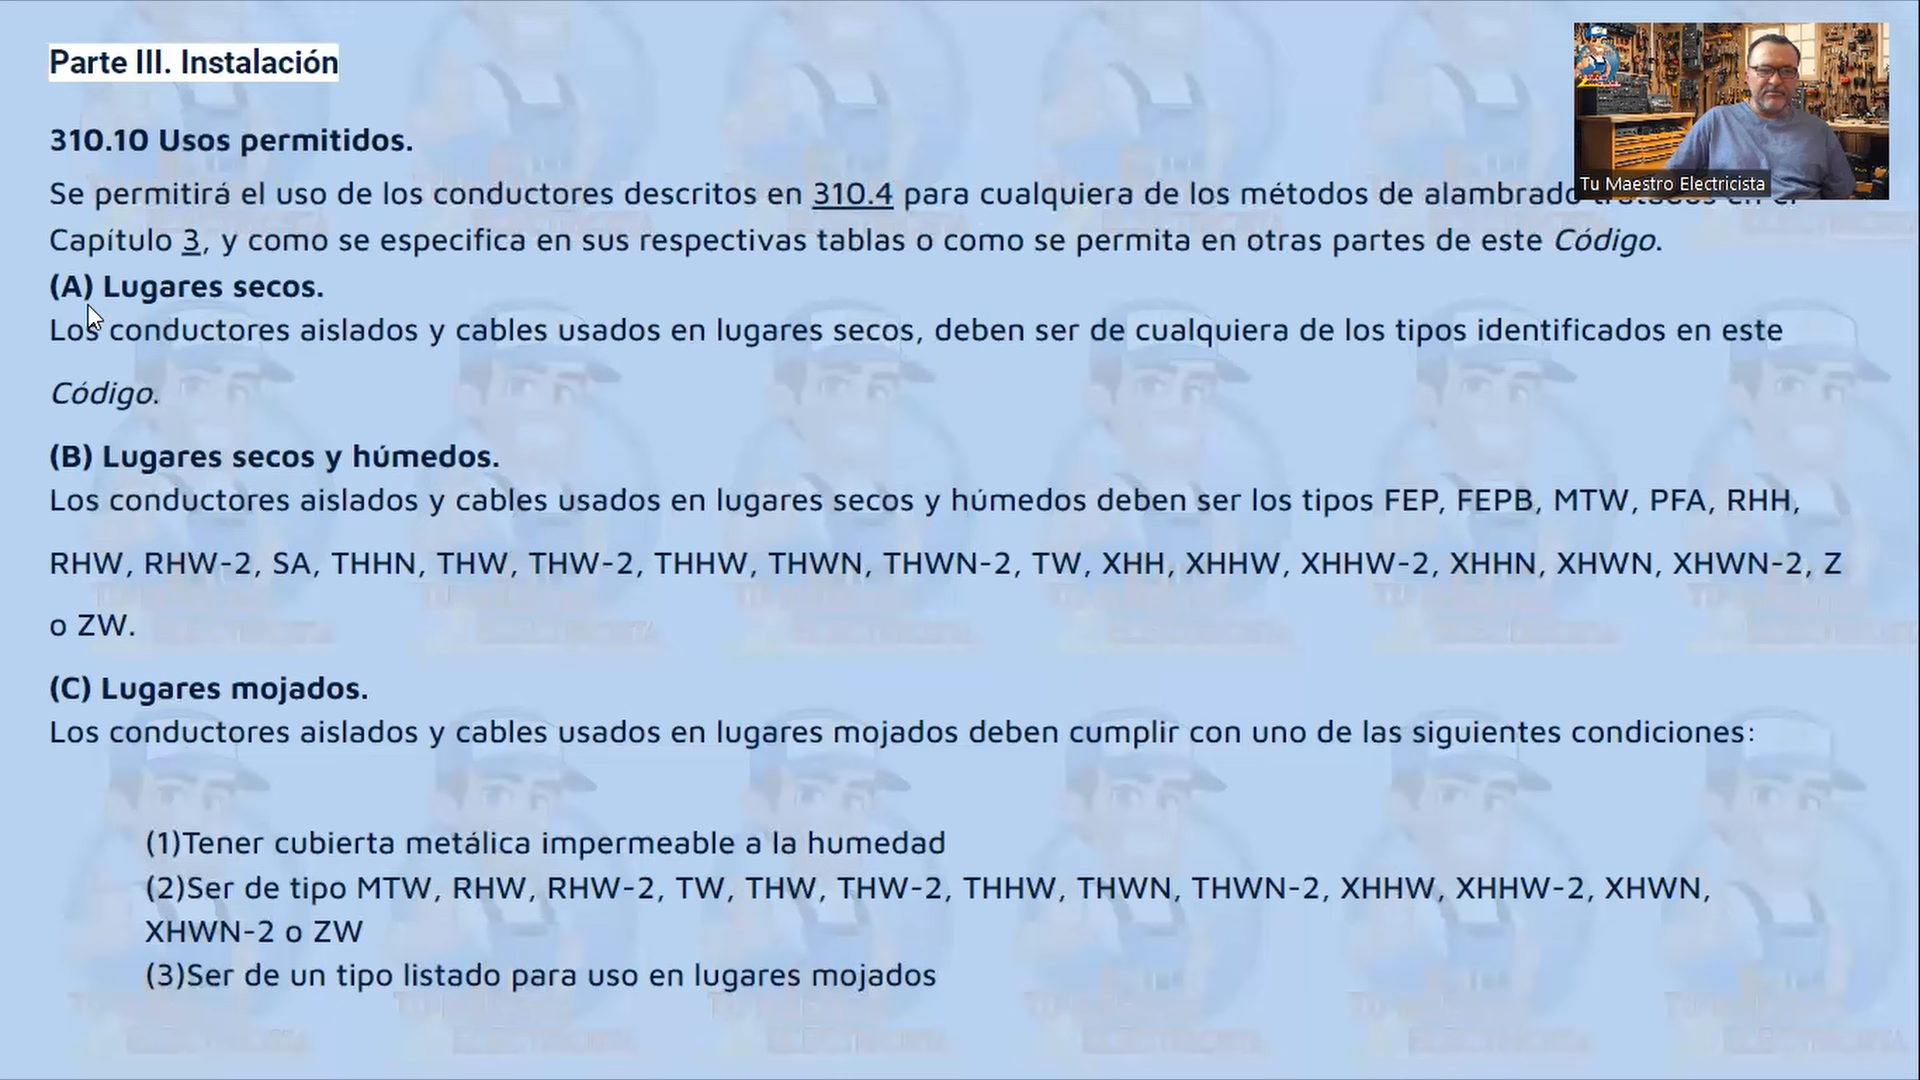 Parte III. Instalación
310.10 Usos permitidos.
Se permitirá el uso de los conductores descritos en 310.4 para cualquiera de los métodos de alambrado
Capítulo 3, y como se especifica en sus respectivas tablas o como se permita en otras partes de este Código.
(A) Lugares secos.
Los conductores aislados y cables usados en lugares secos, deben ser de cualquiera de los tipos identificados en este
Código.
(B) Lugares secos y húmedos.
Los conductores aislados y cables usados en lugares secos y húmedos deben ser los tipos FEP, FEPB, MTW, PFA, RHH,
RHW, RHW-2, SA, THHN, THW, THW-2, THHW, THWN, THWN-2, TW, XHH, XHHW, XHHW-2, XHHN, XHWN, XHWN-2, Z
o ZW.
(C) Lugares mojados.
Los conductores aislados y cables usados en lugares mojados deben cumplir con uno de las siguientes condiciones:
(1)Tener cubierta metálica impermeable a la humedad
(2)Ser de tipo MTW, RHW, RHW-2, TW, THW, THW-2, THHW, THWN, THWN-2, XHHW, XHHW-2, XHWN,
XHWN-2 o ZW
(3)Ser de un tipo listado para uso en lugares mojados
Tu Maestro Electricista